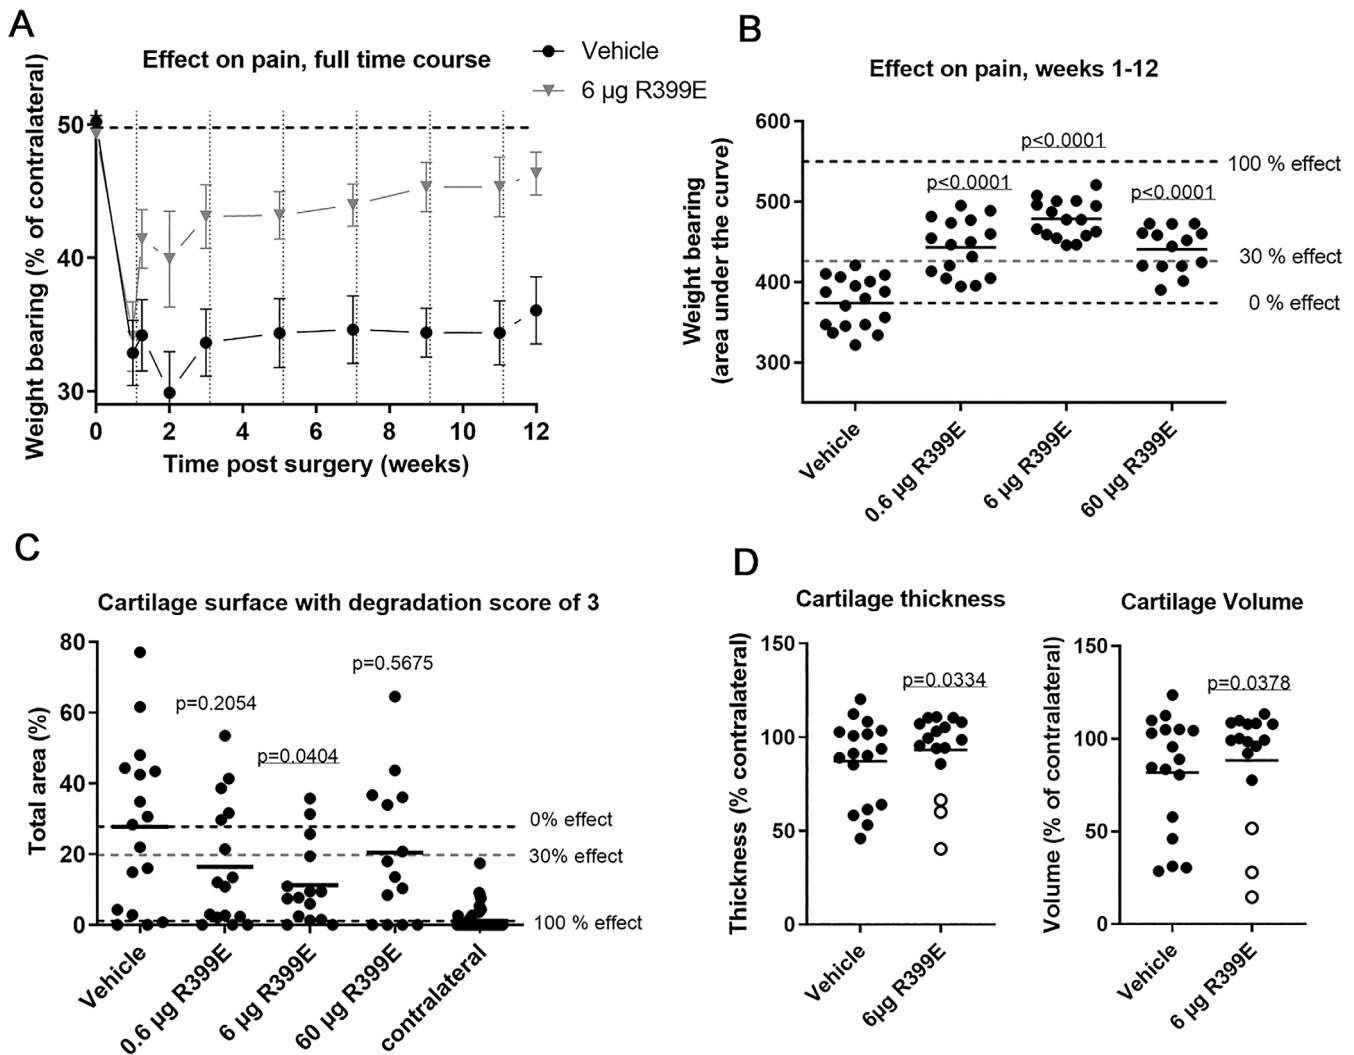 A
Effect on pain, full time course
Vehicle
6 µg R399E
Weight bearing (% of contralateral)
50
40
30
0 2 4 6 8 10 12
Time post surgery (weeks)
B
Effect on pain, weeks 1-12
Weight bearing
(area under the curve)
600
500
400
300
p<0.0001
p<0.0001
p<0.0001
100 % effect
30 % effect
0 % effect
Vehicle
0.6 µg R399E
6 µg R399E
60 µg R399E
C
Cartilage surface with degradation score of 3
Total area (%)
80
60
40
20
0
p=0.2054
p=0.0404
p=0.5675
0% effect
30% effect
100 % effect
Vehicle
0.6 µg R399E
6 µg R399E
60 µg R399E
contralateral
D
Cartilage thickness
Thickness (% contralateral)
150
100
50
0
p=0.0334
Vehicle
6µg R399E
Cartilage Volume
Volume (% of contralateral)
150
100
50
0
p=0.0378
Vehicle
6 µg R399E